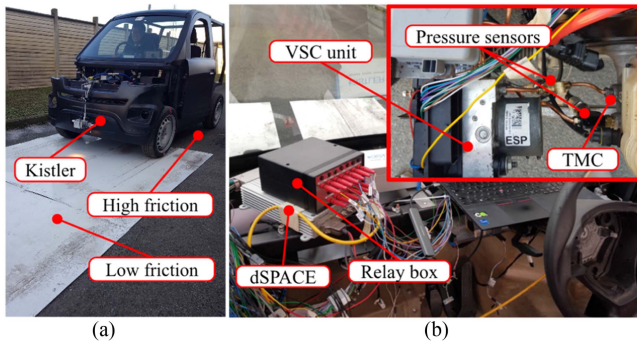 Kistler
High friction
Low friction
(a)
VSC unit
Pressure sensors
ESP
TMC
dSPACE
Relay box
(b)